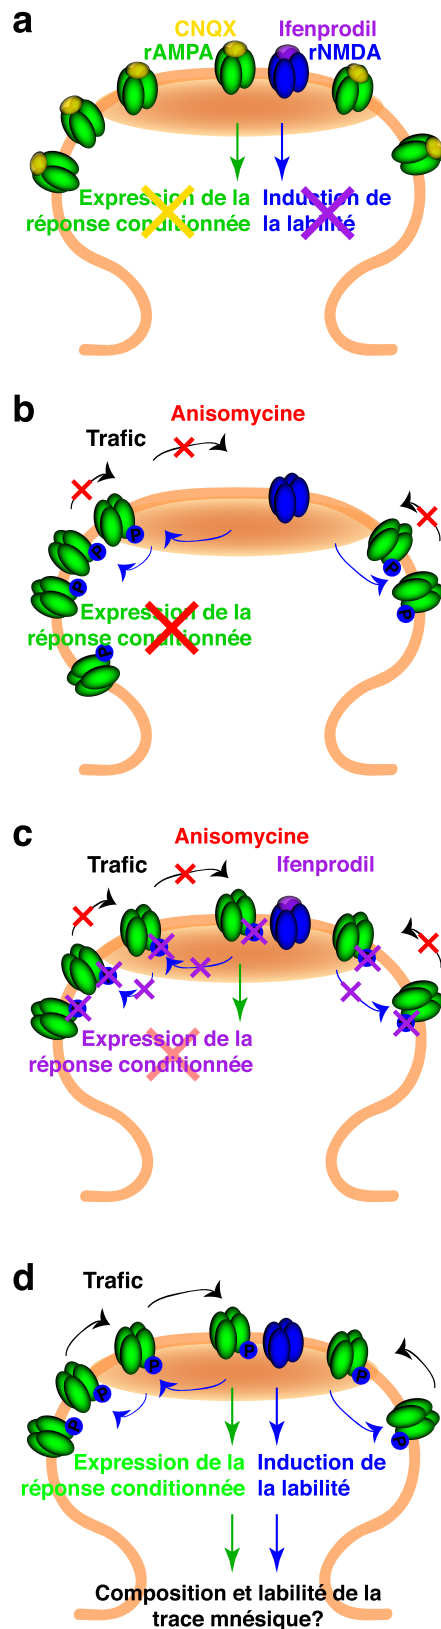 a
CNQX Ifenprodil
rAMPA rNMDA
Expression de la Induction de
réponse conditionnée la labilité
b
Anisomycine
Trafic
P
P
P
P
P
P
Expression de la
réponse conditionnée
c
Anisomycine
Trafic Ifenprodil
Expression de la
réponse conditionnée
d
Trafic
P
P
P
P
P
P
Expression de la Induction de
réponse conditionnée la labilité
Composition et labilité de la
trace mnésique?